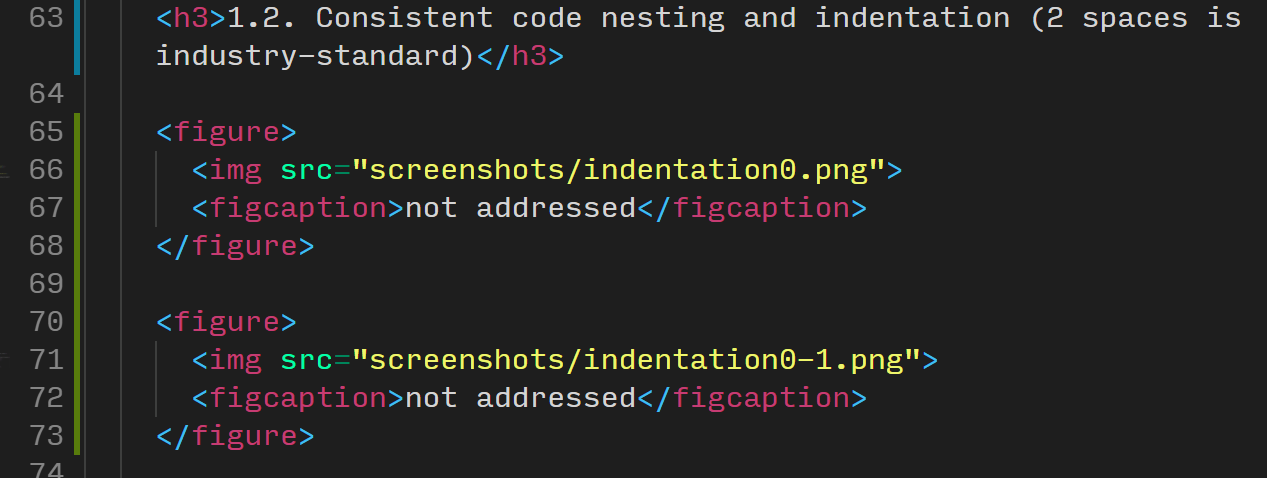 63 <h3>1.2. Consistent code nesting and indentation (2 spaces is
industry-standard)</h3>
64
65 <figure>
66 <img src="screenshots/indentation0.png">
67 <figcaption>not addressed</figcaption>
68 </figure>
69
70 <figure>
71 <img src="screenshots/indentation0-1.png">
72 <figcaption>not addressed</figcaption>
73 </figure>
74